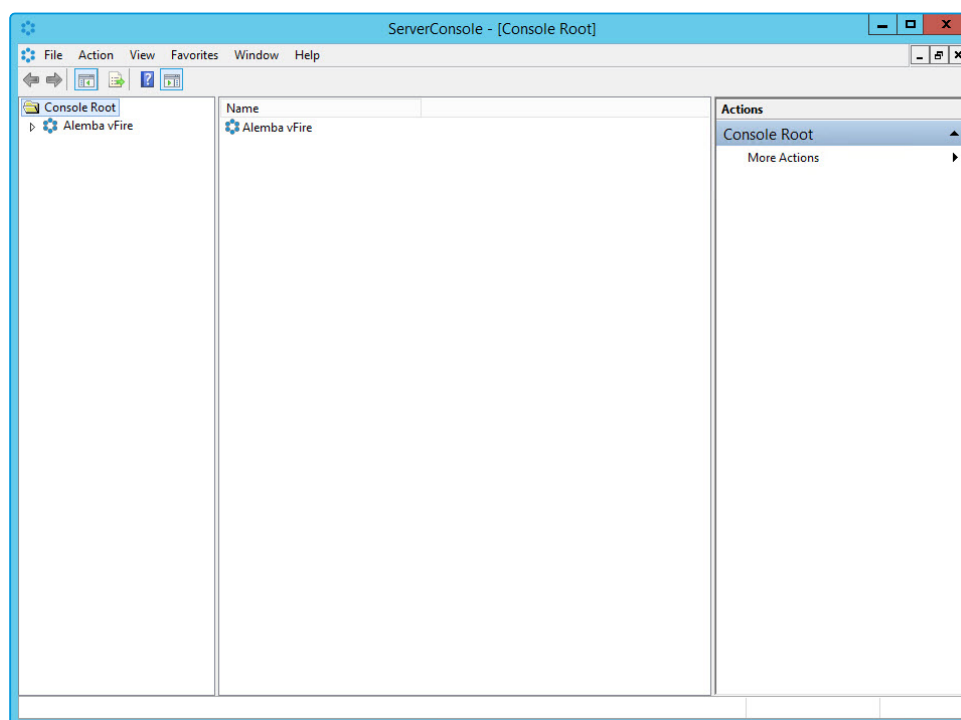 ServerConsole - [Console Root]
File Action View Favorites Window Help
Console Root
Alemba vFire
Name
Alemba vFire
Actions
Console Root
More Actions